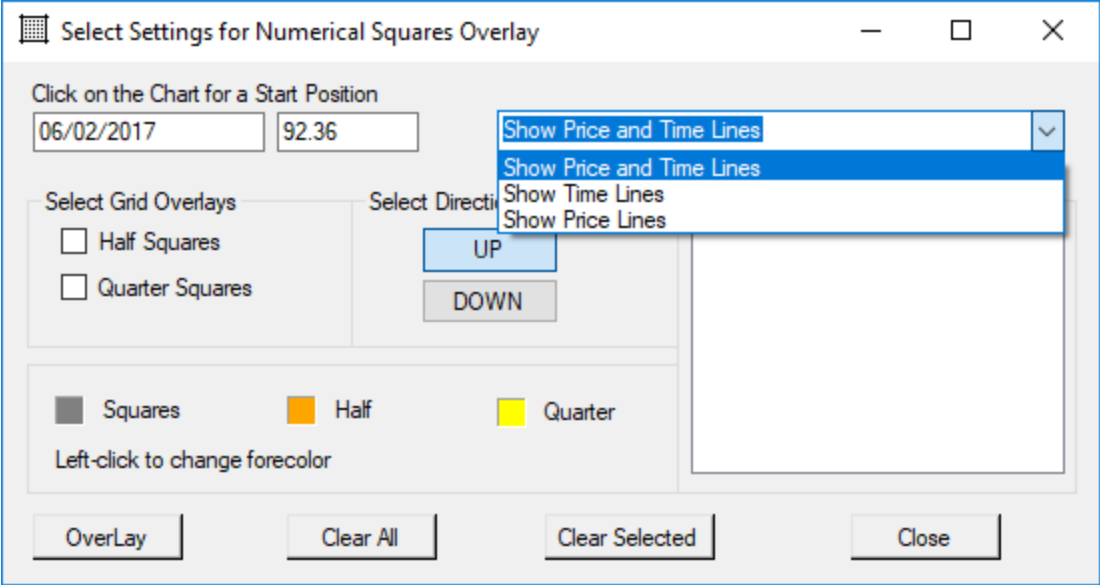 Select Settings for Numerical Squares Overlay
Click on the Chart for a Start Position
06/02/2017 92.36
Show Price and Time Lines
Show Price and Time Lines
Show Time Lines
Show Price Lines
Select Grid Overlays
Half Squares
Quarter Squares
Select Directi
UP
DOWN
Squares Half Quarter
Left-click to change forecolor
OverLay Clear All Clear Selected Close